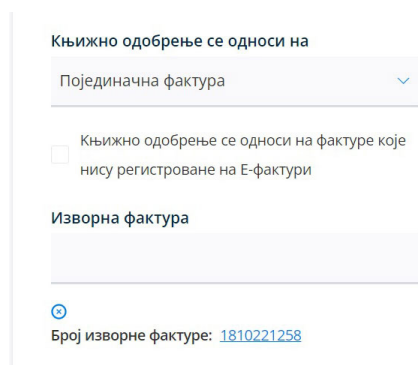 Књижно одобрење се односи на
Појединачна фактура
Књижно одобрење се односи на фактуре које
нису регистроване на Е-фактури
Изворна фактура
Број изворне фактуре: 1810221258